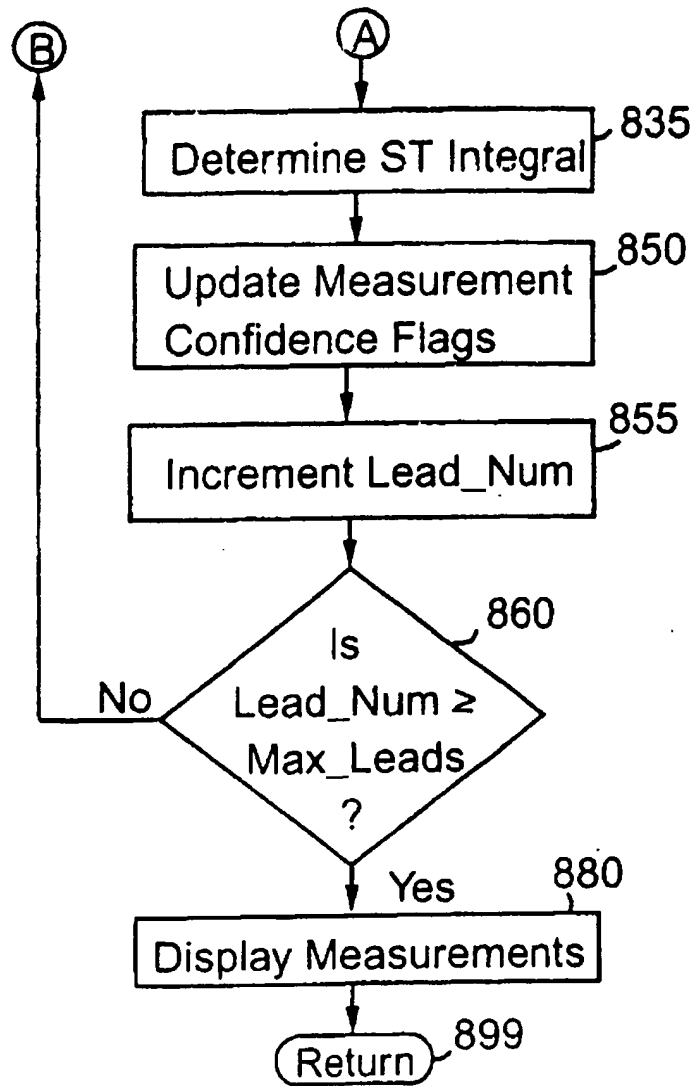 B
A
Determine ST Integral
835
Update Measurement
Confidence Flags
850
Increment Lead_Num
855
Is
Lead_Num ≥
Max_Leads
?
860
No
Yes
Display Measurements
880
Return
899